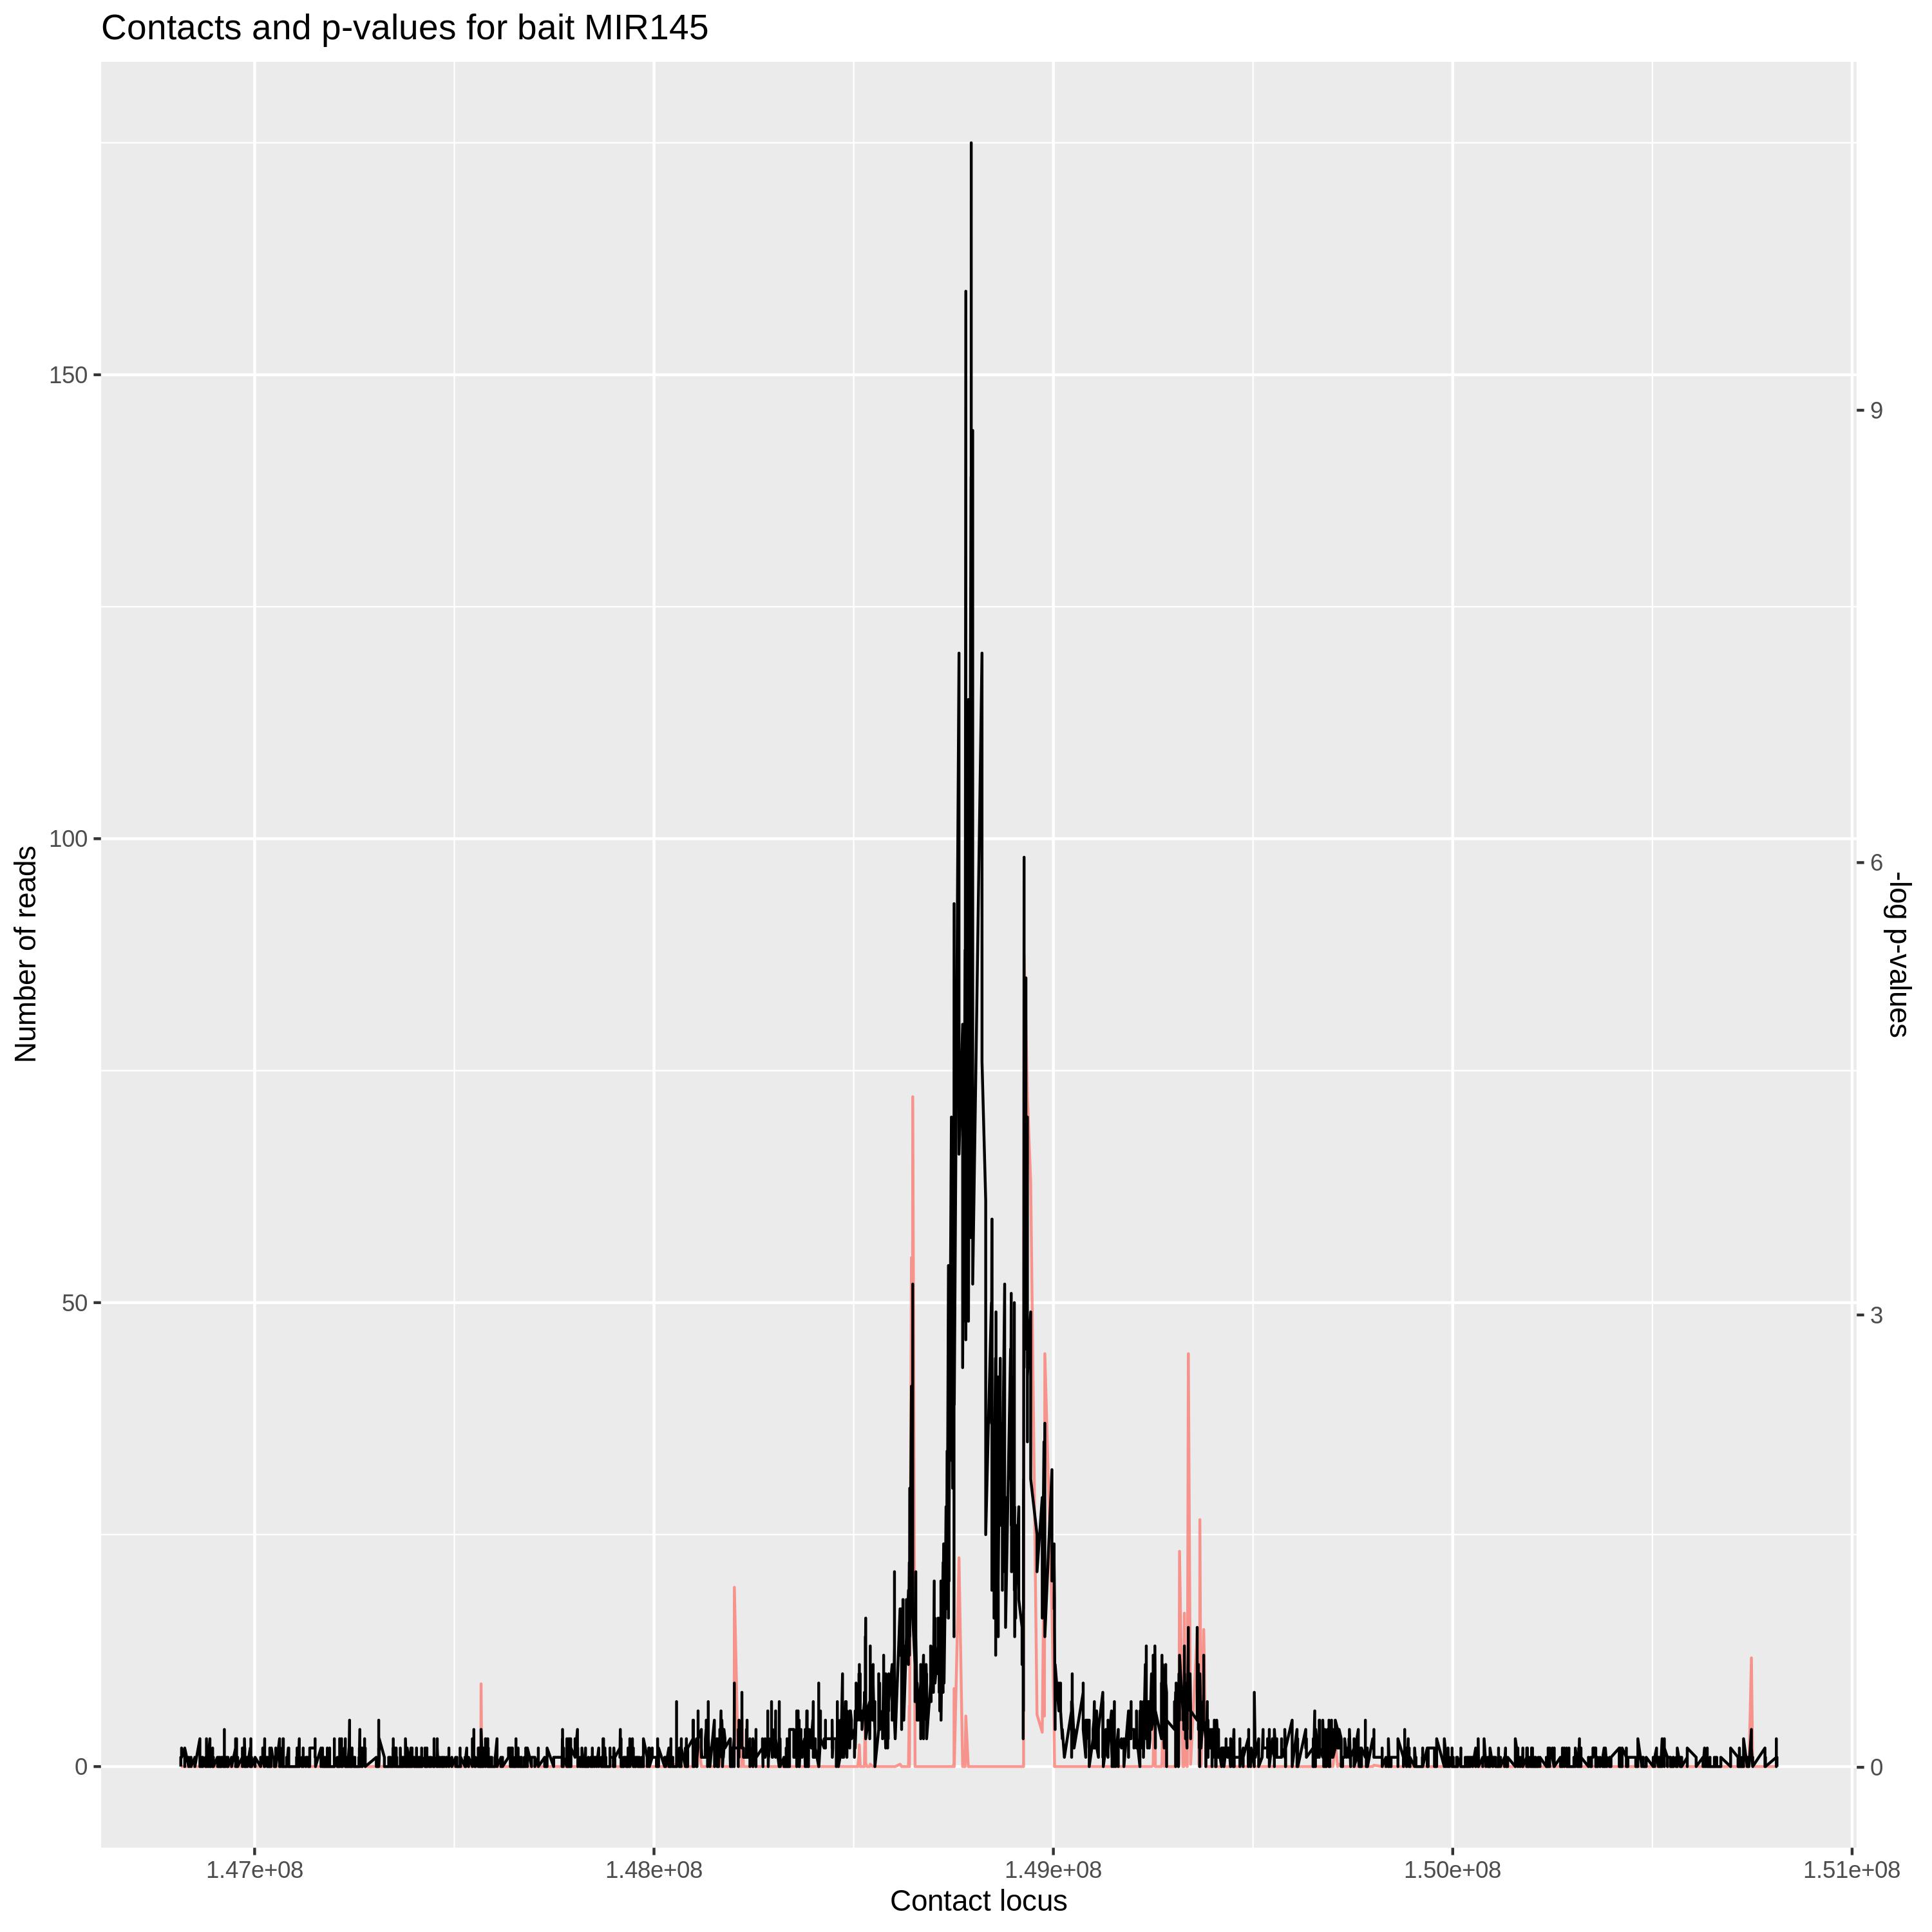 Contacts and p-values for bait MIR145
150
100
50
0
9
6
3
0
Number of reads
-log p-values
1.47e+08
1.48e+08
1.49e+08
1.50e+08
1.51e+08
Contact locus